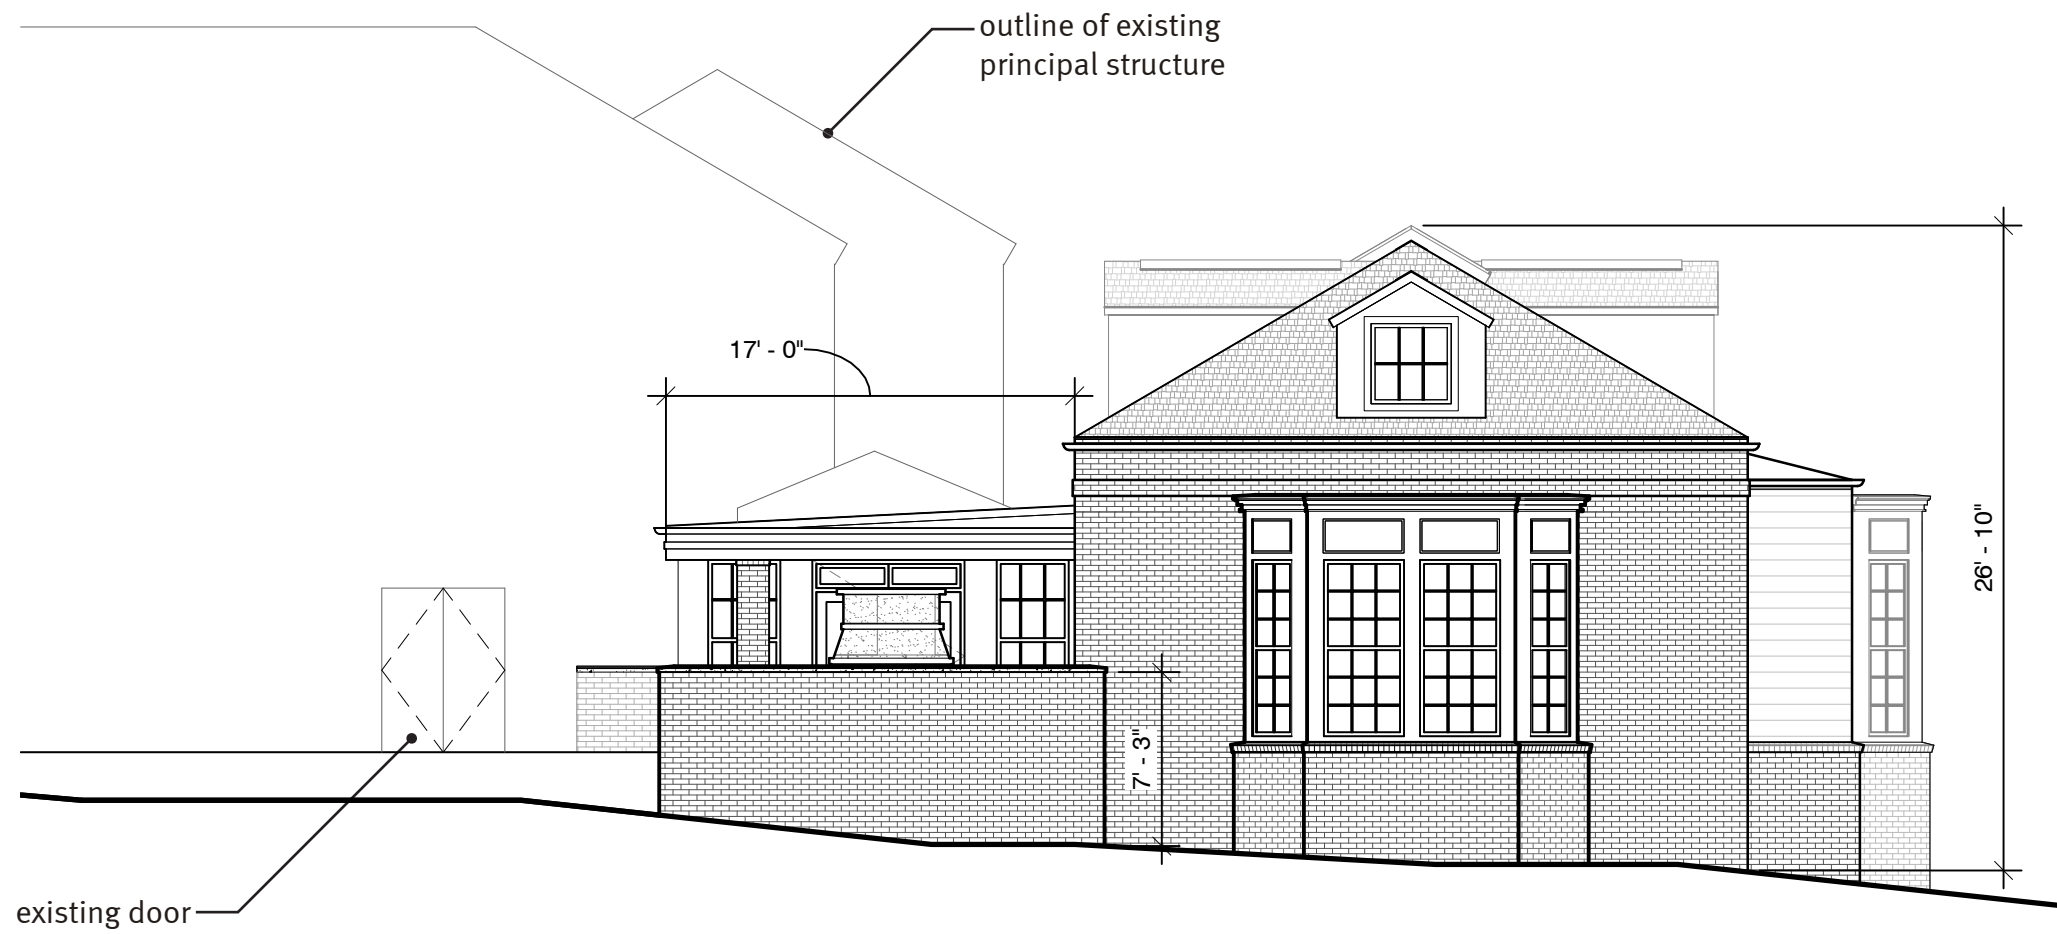 outline of existing
principal structure
17' - 0"
26' - 10"
7' - 3"
existing door